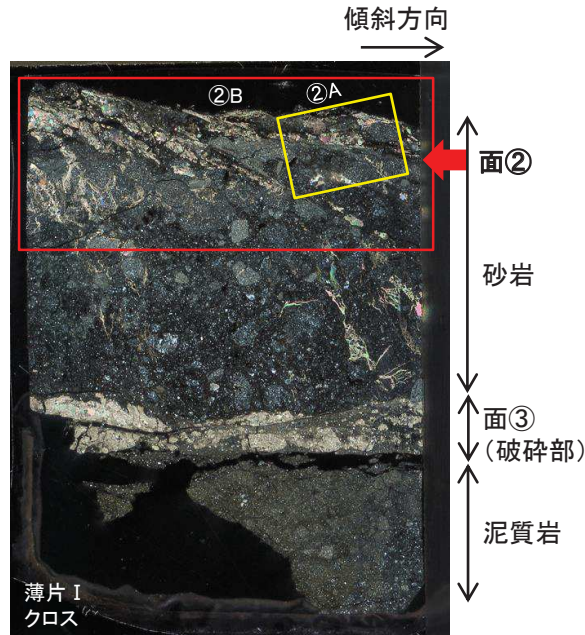 傾斜方向
②B
②A
面②
砂岩
面③
（破砕部）
泥質岩
薄片Ⅰ
クロス